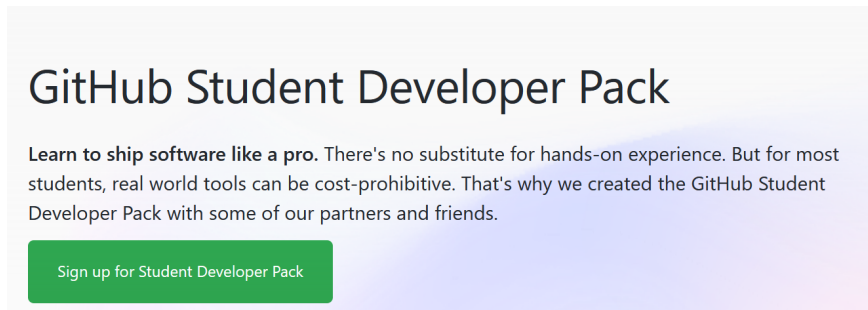 GitHub Student Developer Pack
Learn to ship software like a pro. There's no substitute for hands-on experience. But for most
students, real world tools can be cost-prohibitive. That's why we created the GitHub Student
Developer Pack with some of our partners and friends.
Sign up for Student Developer Pack